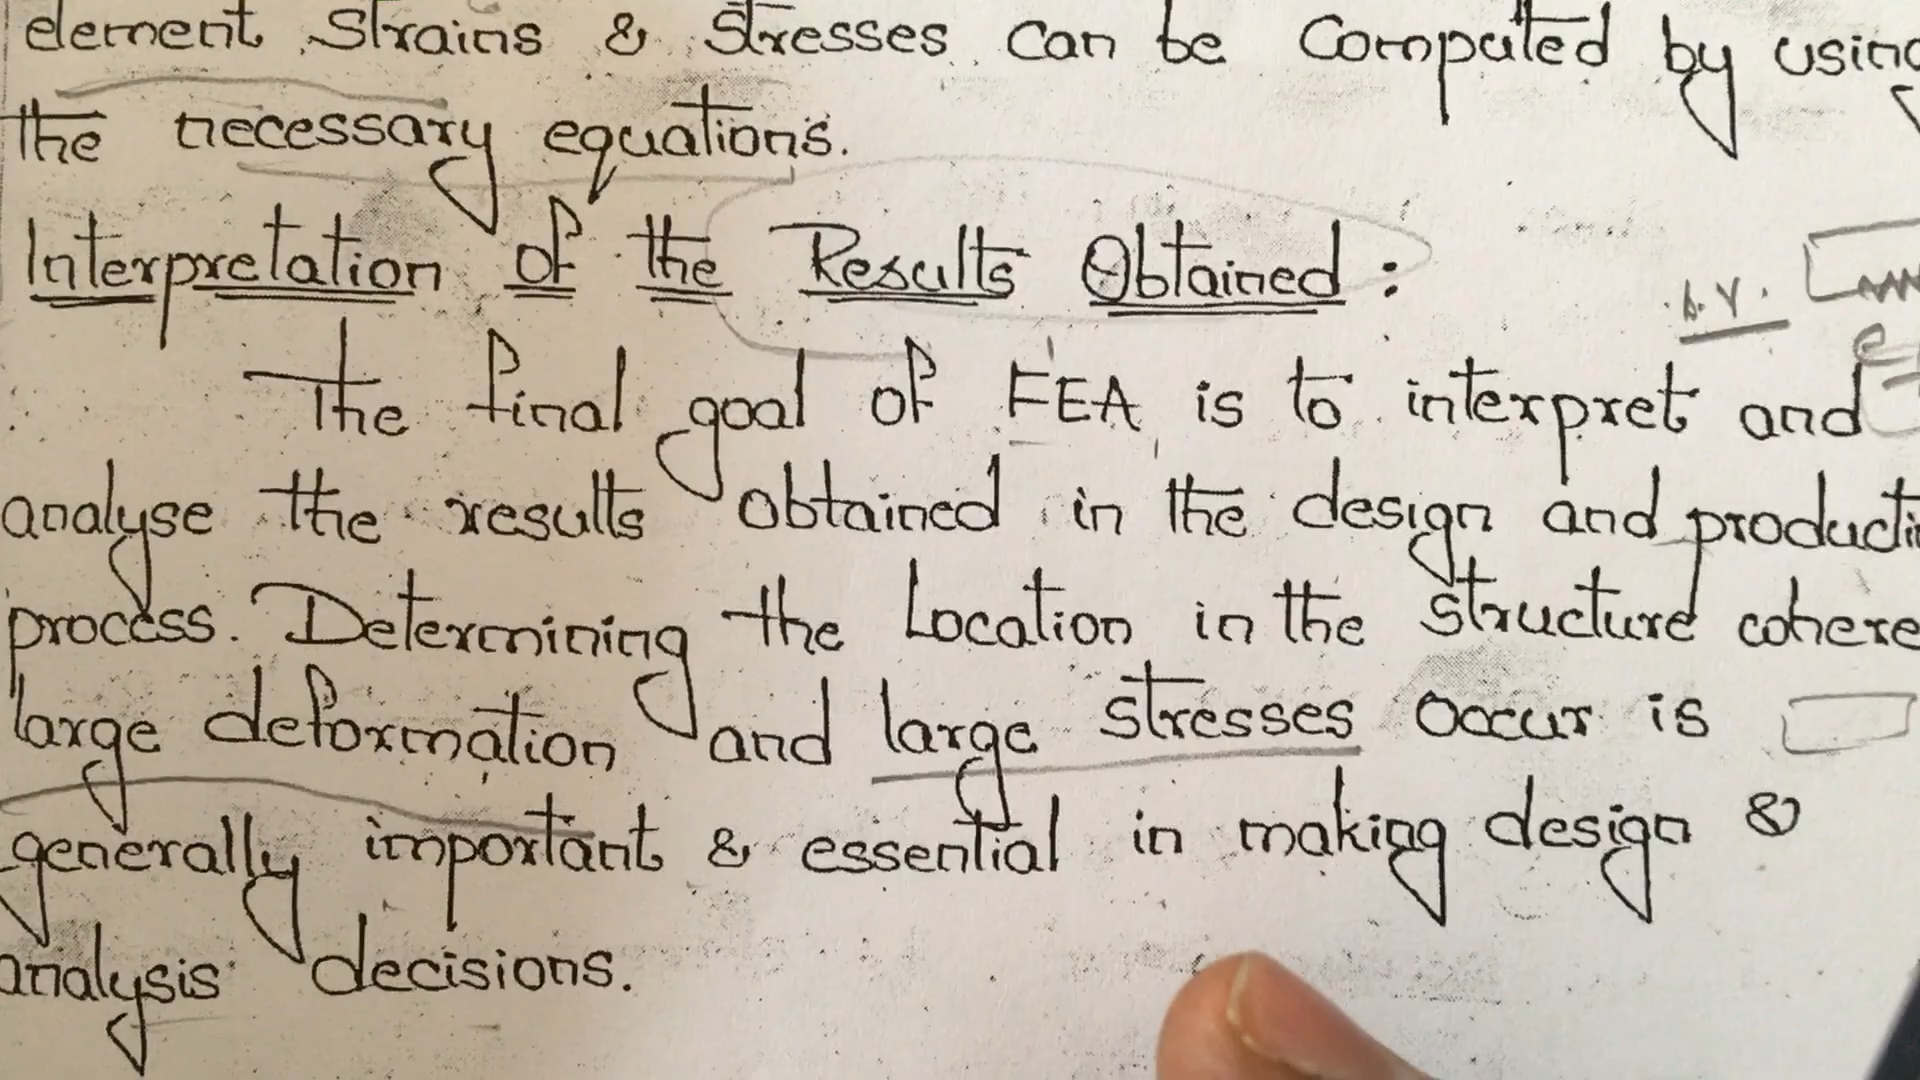 element Strains & Stresses can be Computed by using
the necessary equations.
Interpretation of the Results Obtained :
b.v.
The final goal of FEA is to interpret and
analyse the results obtained in the design and producti
process. Determining the Location in the structure where
large deformation and large stresses occur is
generally important & essential in making design &
analysis decisions.